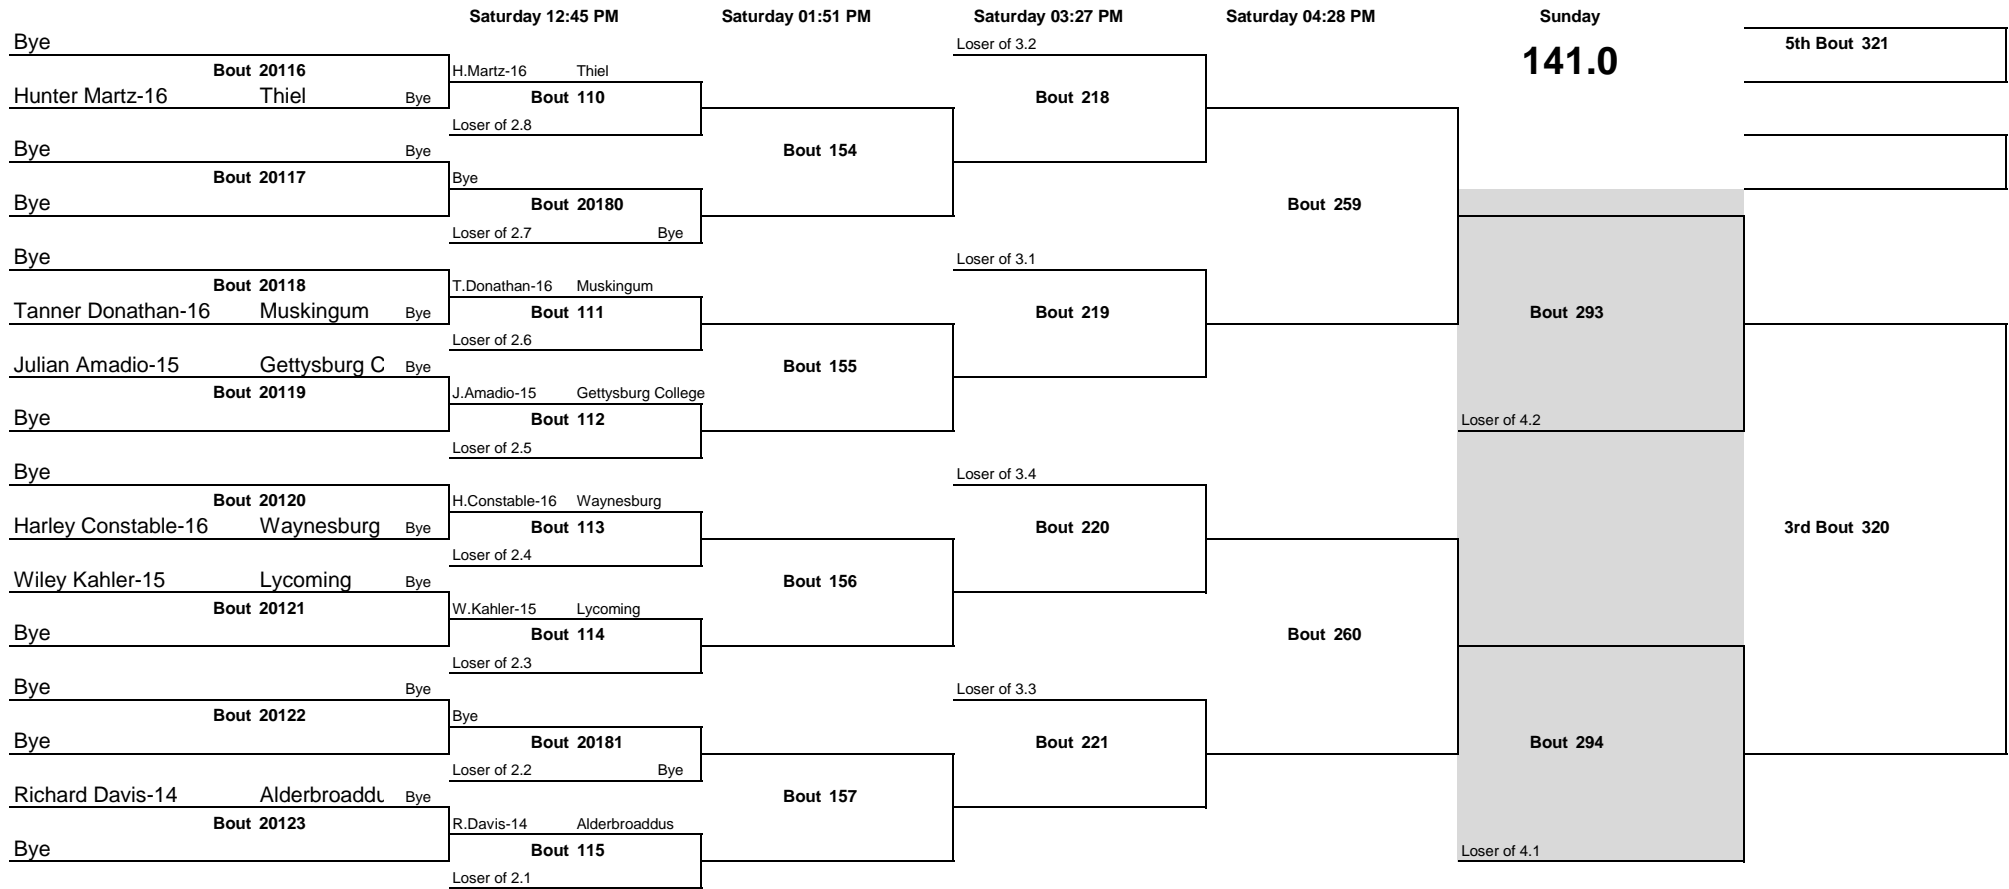 Saturday 12:45 PM Saturday 01:51 PM Saturday 03:27 PM Saturday 04:28 PM Sunday
Bye Loser of 3.2 141.0 5th Bout 321
Bout 20116 H.Martz-16 Thiel
Hunter Martz-16 Thiel Bye Bout 110 Bout 218
Loser of 2.8
Bye Bye Bout 154
Bout 20117 Bye
Bye Bout 20180 Bout 259
Loser of 2.7 Bye
Bye Loser of 3.1
Bout 20118 T.Donathan-16 Muskingum
Tanner Donathan-16 Muskingum Bye Bout 111 Bout 219 Bout 293
Loser of 2.6
Julian Amadio-15 Gettysburg C Bye Bout 155
Bout 20119 J.Amadio-15 Gettysburg College
Bye Bout 112 Loser of 4.2
Loser of 2.5
Bye Loser of 3.4
Bout 20120 H.Constable-16 Waynesburg
Harley Constable-16 Waynesburg Bye Bout 113 Bout 220 3rd Bout 320
Loser of 2.4
Wiley Kahler-15 Lycoming Bye Bout 156
Bout 20121 W.Kahler-15 Lycoming
Bye Bout 114 Bout 260
Loser of 2.3
Bye Bye Loser of 3.3
Bout 20122 Bye
Bye Bout 20181 Bout 221 Bout 294
Loser of 2.2 Bye
Richard Davis-14 Alderbroaddu Bye Bout 157
Bout 20123 R.Davis-14 Alderbroaddus
Bye Bout 115 Loser of 4.1
Loser of 2.1